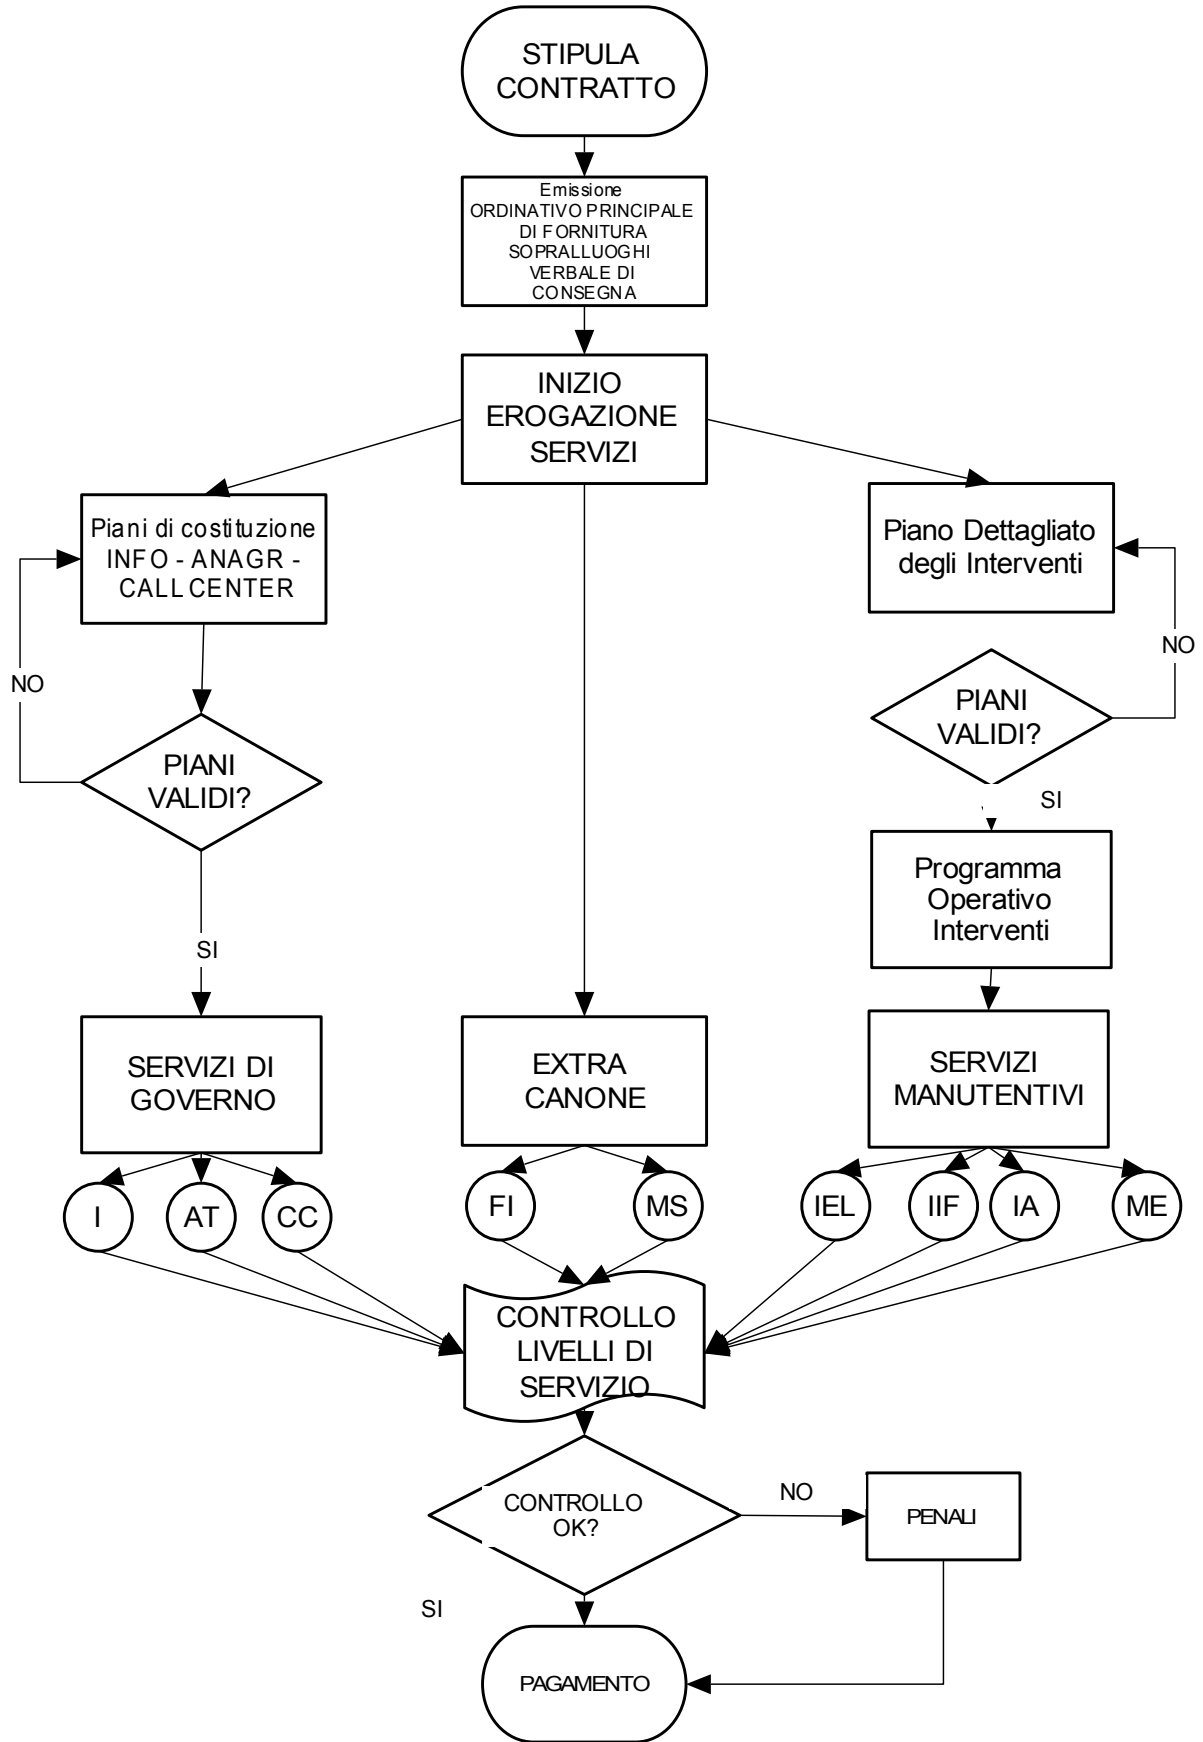 STIPULA
CONTRATTO
Emissione
ORDINATIVO PRINCIPALE
DI FORNITURA
SOPRALLUOGHI
VERBALE DI
CONSEGNA
INIZIO
EROGAZIONE
SERVIZI
Piani di costituzione
INFO - ANAGR -
CALL CENTER
Piano Dettagliato
degli Interventi
NO
NO
PIANI
VALIDI?
PIANI
VALIDI?
SI
Programma
Operativo
Interventi
SI
SERVIZI DI
GOVERNO
EXTRA
CANONE
SERVIZI
MANUTENTIVI
I
AT
CC
FI
MS
IEL
IIF
IA
ME
CONTROLLO
LIVELLI DI
SERVIZIO
CONTROLLO
OK?
NO
PENALI
SI
PAGAMENTO